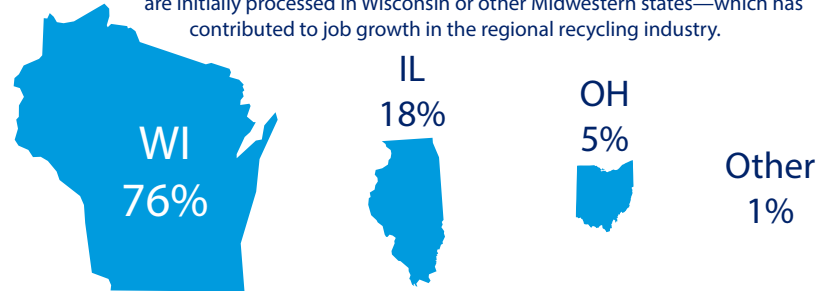 are initially processed in Wisconsin or other Midwestern states—which has
contributed to job growth in the regional recycling industry.
WI
76%
IL
18%
OH
5%
Other
1%